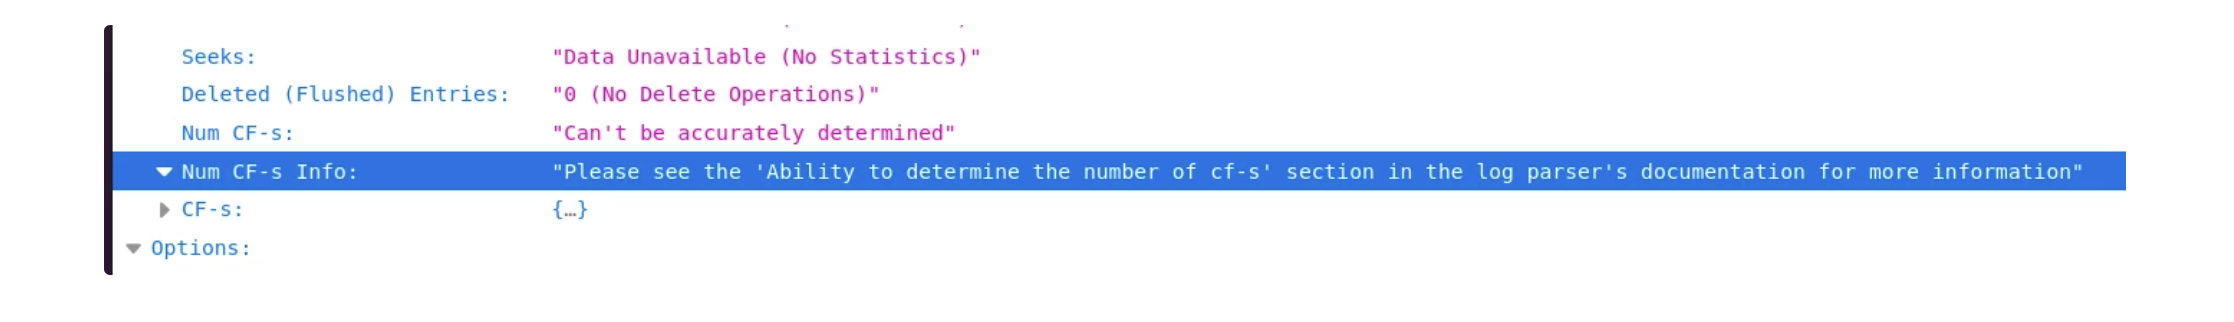 Seeks: "Data Unavailable (No Statistics)"
Deleted (Flushed) Entries: "0 (No Delete Operations)"
Num CF-s: "Can't be accurately determined"
Num CF-s Info: "Please see the 'Ability to determine the number of cf-s' section in the log parser's documentation for more information"
CF-s: {…}
Options: